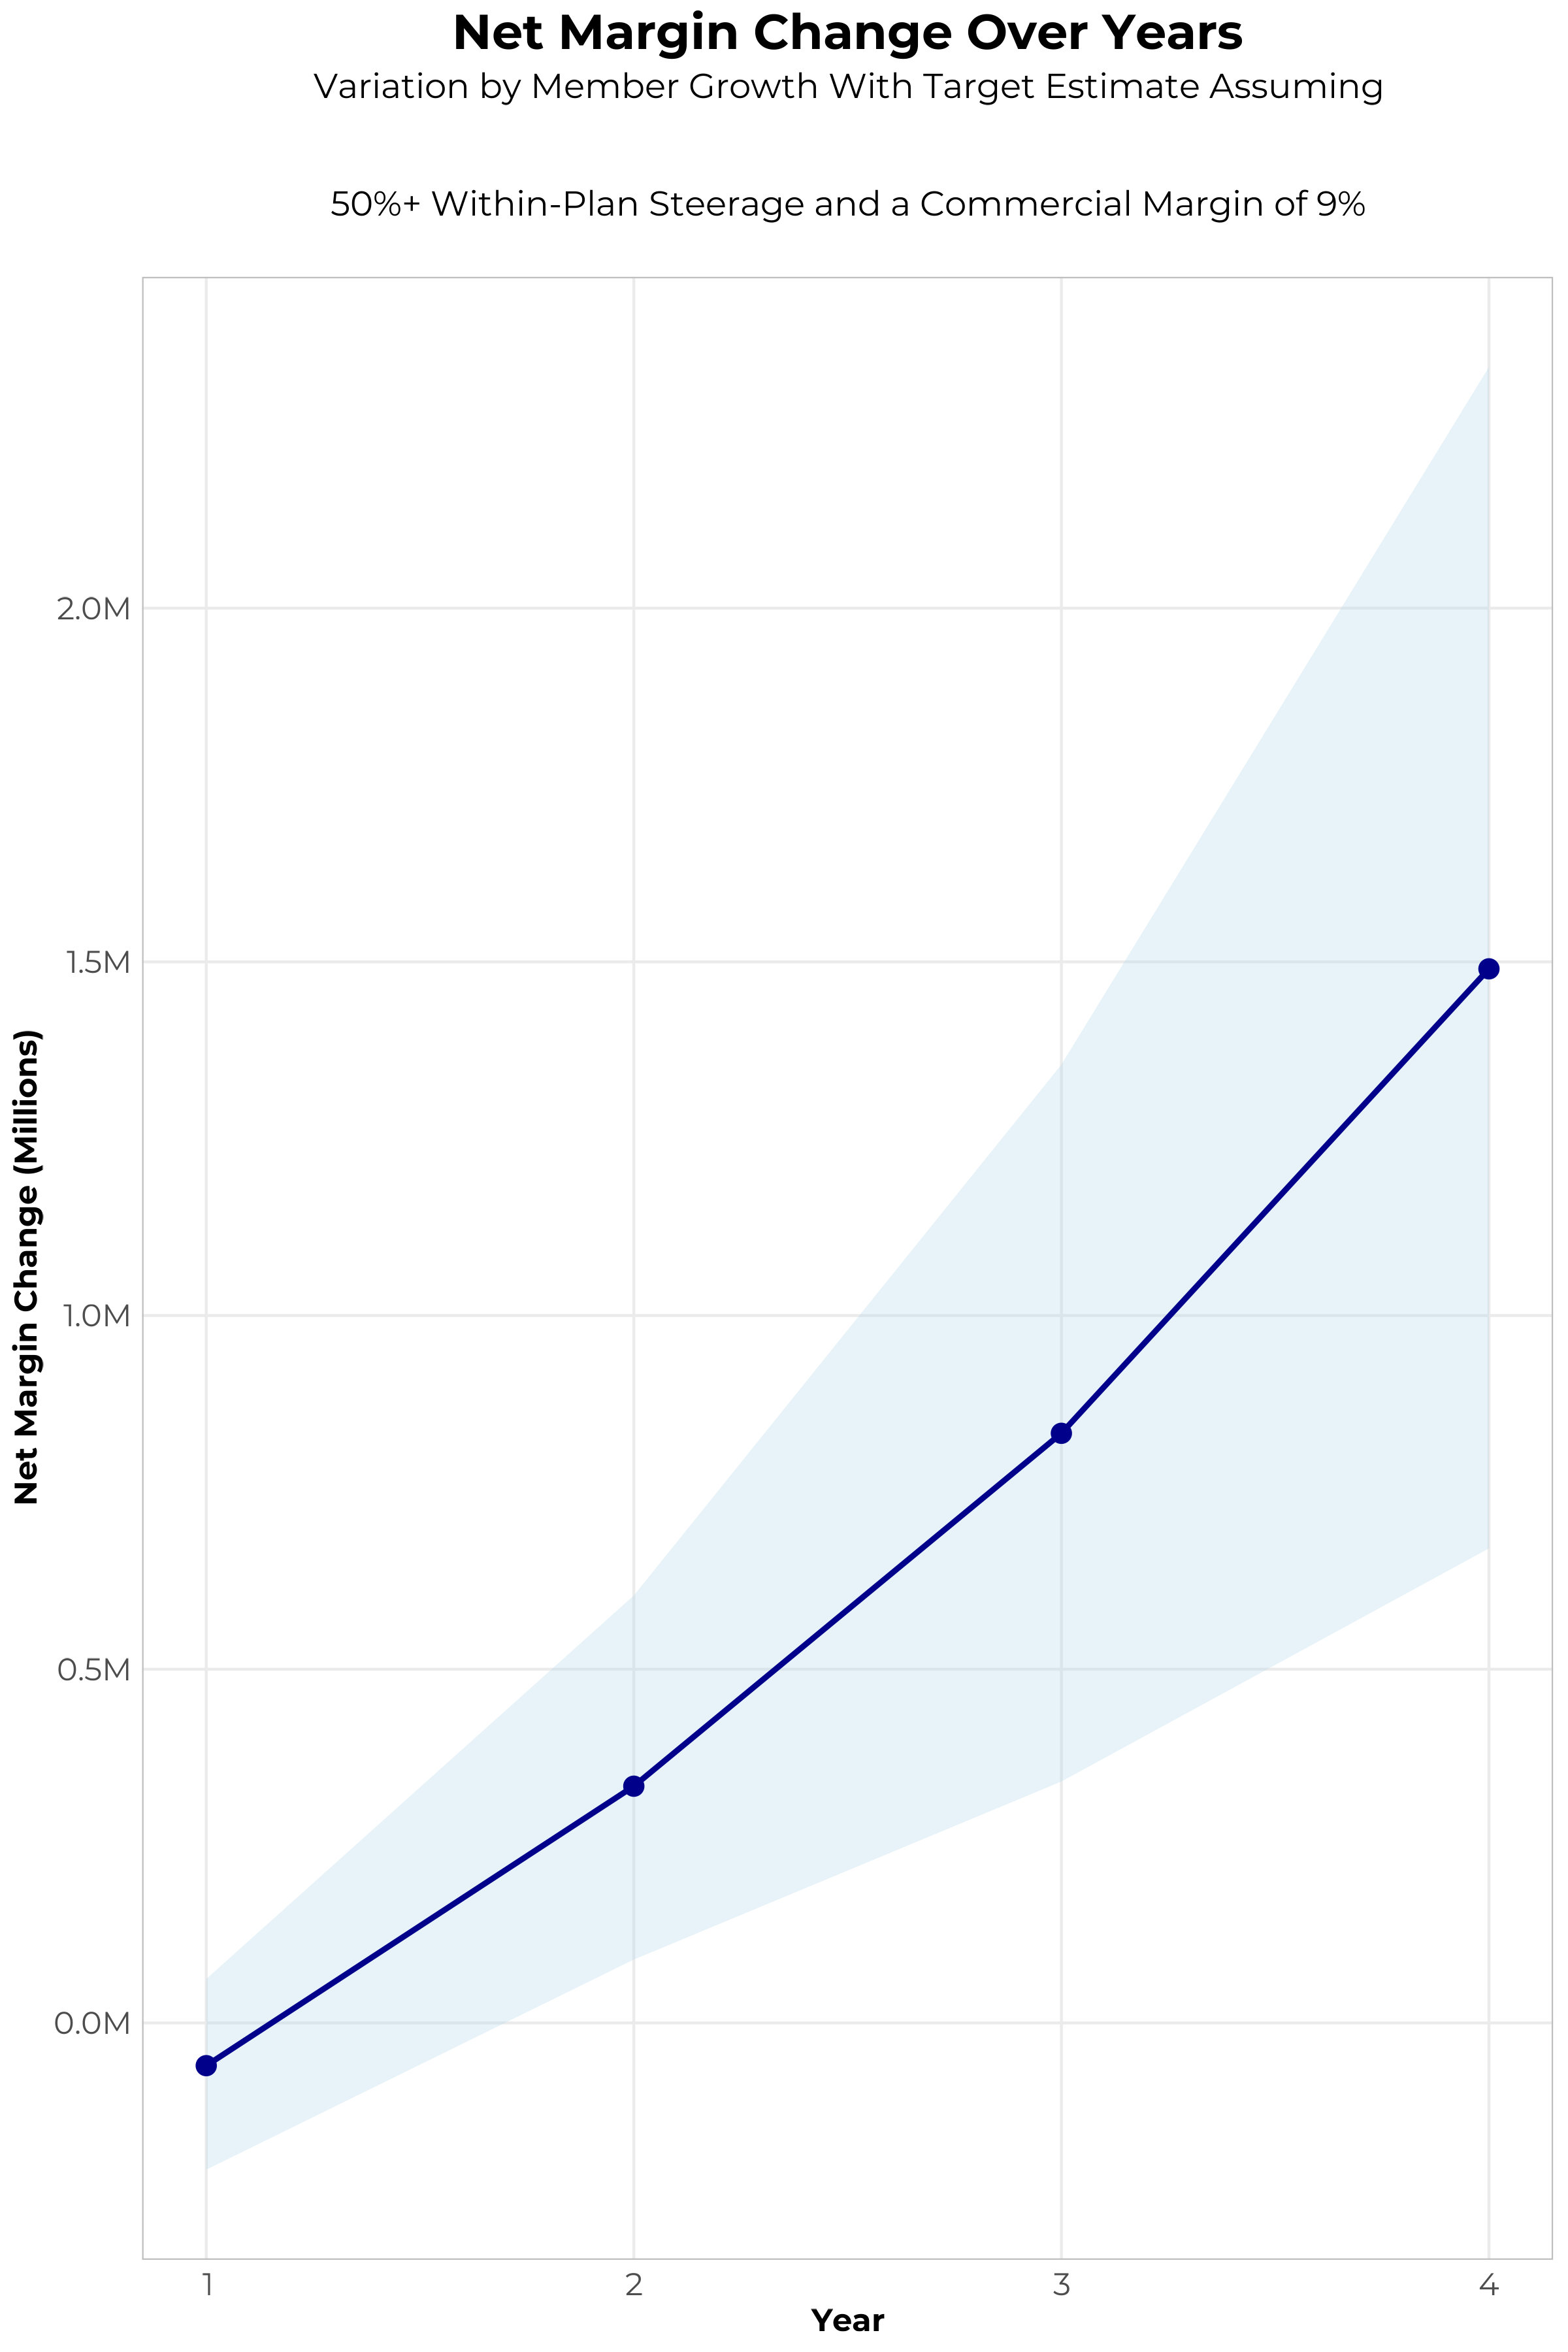 Net Margin Change Over Years
Variation by Member Growth With Target Estimate Assuming
50%+ Within-Plan Steerage and a Commercial Margin of 9%
Net Margin Change (Millions)
2.0M
1.5M
1.0M
0.5M
0.0M
1 2 3 4
Year